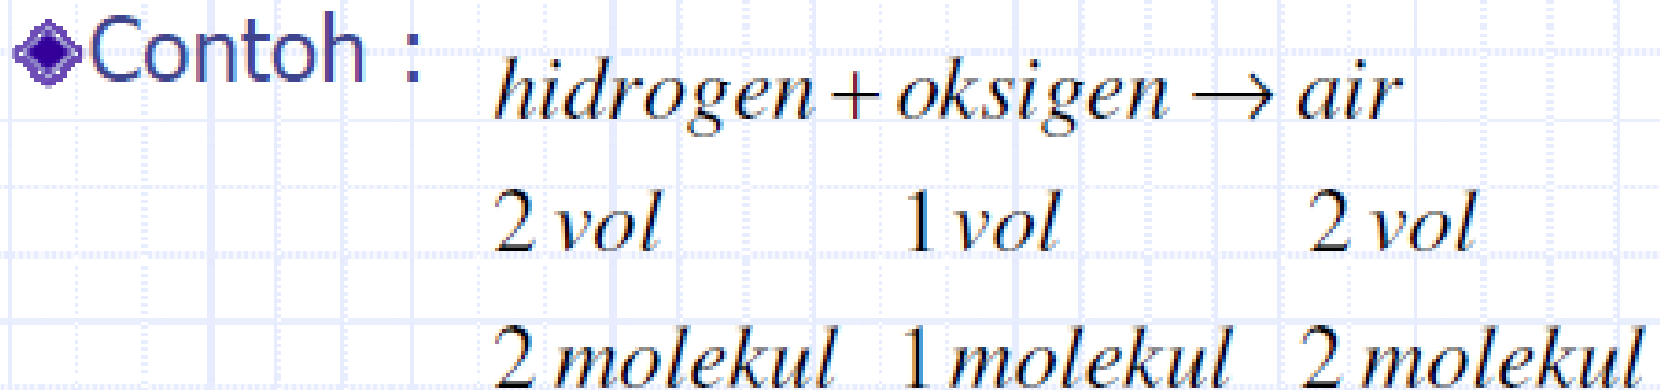 Contoh :
hidrogen + oksigen → air
2 vol 1 vol 2 vol
2 molekul 1 molekul 2 molekul